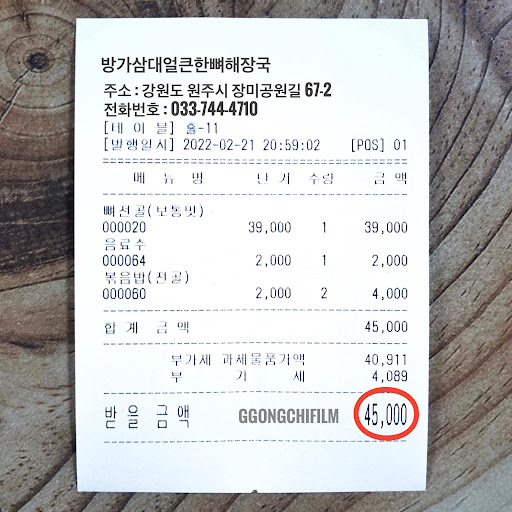 방가삼대얼큰한뼈해장국
주소 : 강원도 원주시 장미공원길 67-2
전화번호 : 033-744-4710
[테 이 블] 홀-11
[발행일시] 2022-02-21 20:59:02 [POS] 01
메 뉴 명 단 가 수량 금 액
뼈전골(보통맛)
000020 39,000 1 39,000
음료수
000064 2,000 1 2,000
볶음밥(전골)
000060 2,000 2 4,000
합 계 금 액 45,000
부가세 과세물품가액 40,911
부 가 세 4,089
받 을 금 액 GGONGCHIFILM 45,000